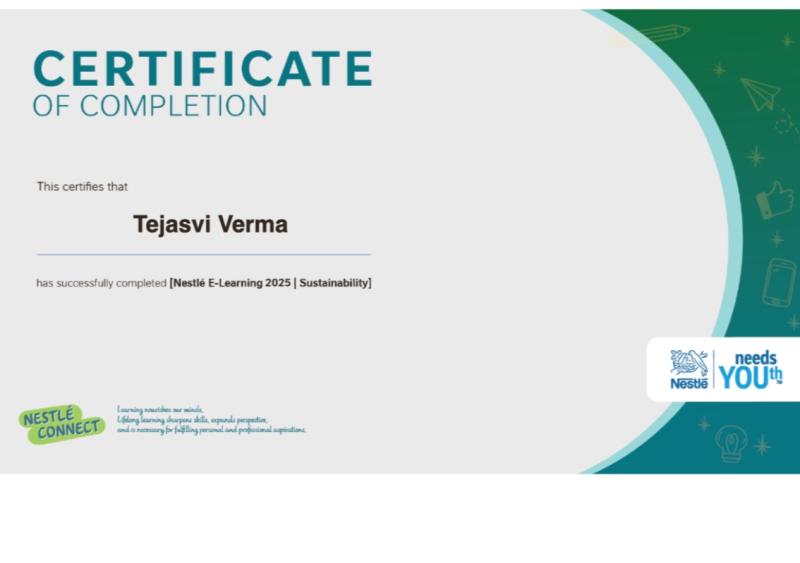 CERTIFICATE
OF COMPLETION
This certifies that
Tejasvi Verma
has successfully completed [Nestlé E-Learning 2025 | Sustainability]
Nestlé
needs
YOUth
NESTLÉ
CONNECT
Learning nourishes our minds,
Lifelong learning sharpens skills, expands perspective,
and is necessary for fulfilling personal and professional aspirations.